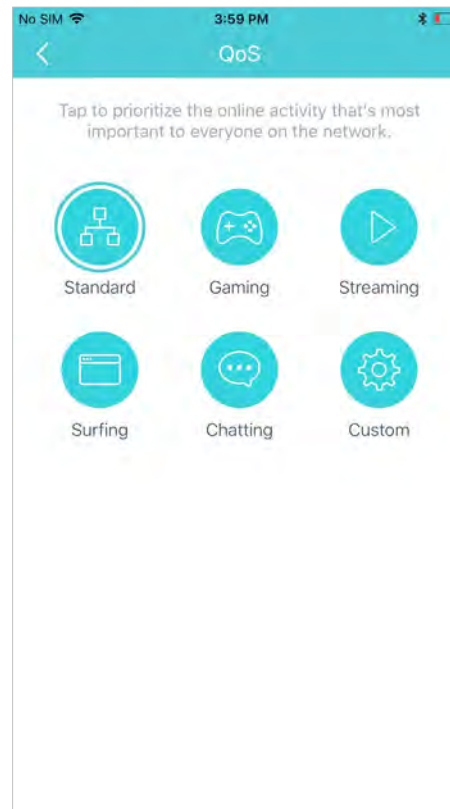 No SIM 3:59 PM
QoS
Tap to prioritize the online activity that's most
important to everyone on the network.
Standard Gaming Streaming
Surfing Chatting Custom